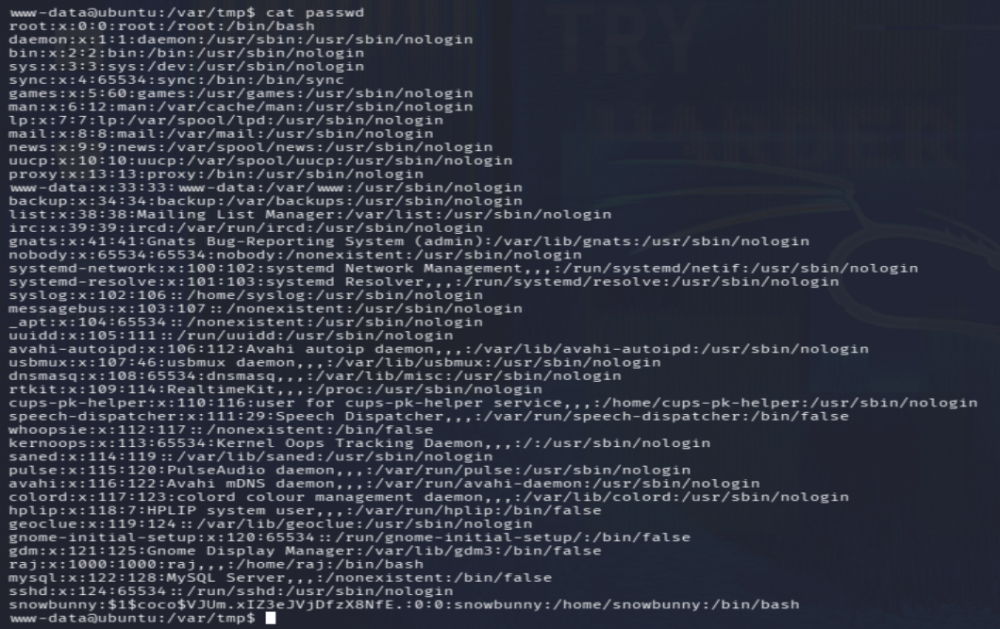 www-data@ubuntu:/var/tmp$ cat passwd
root:x:0:0:root:/root:/bin/bash
daemon:x:1:1:daemon:/usr/sbin:/usr/sbin/nologin
bin:x:2:2:bin:/bin:/usr/sbin/nologin
sys:x:3:3:sys:/dev:/usr/sbin/nologin
sync:x:4:65534:sync:/bin:/bin/sync
games:x:5:60:games:/usr/games:/usr/sbin/nologin
man:x:6:12:man:/var/cache/man:/usr/sbin/nologin
lp:x:7:7:lp:/var/spool/lpd:/usr/sbin/nologin
mail:x:8:8:mail:/var/mail:/usr/sbin/nologin
news:x:9:9:news:/var/spool/news:/usr/sbin/nologin
uucp:x:10:10:uucp:/var/spool/uucp:/usr/sbin/nologin
proxy:x:13:13:proxy:/bin:/usr/sbin/nologin
www-data:x:33:33:www-data:/var/www:/usr/sbin/nologin
backup:x:34:34:backup:/var/backups:/usr/sbin/nologin
list:x:38:38:Mailing List Manager:/var/list:/usr/sbin/nologin
irc:x:39:39:ircd:/var/run/ircd:/usr/sbin/nologin
gnats:x:41:41:Gnats Bug-Reporting System (admin):/var/lib/gnats:/usr/sbin/nologin
nobody:x:65534:65534:nobody:/nonexistent:/usr/sbin/nologin
systemd-network:x:100:102:systemd Network Management,,,:/run/systemd/netif:/usr/sbin/nologin
systemd-resolve:x:101:103:systemd Resolver,,,:/run/systemd/resolve:/usr/sbin/nologin
syslog:x:102:106::/home/syslog:/usr/sbin/nologin
messagebus:x:103:107::/nonexistent:/usr/sbin/nologin
_apt:x:104:65534::/nonexistent:/usr/sbin/nologin
uuidd:x:105:111::/run/uuidd:/usr/sbin/nologin
avahi-autoipd:x:106:112:Avahi autoip daemon,,,:/var/lib/avahi-autoipd:/usr/sbin/nologin
usbmux:x:107:46:usbmux daemon,,,:/var/lib/usbmux:/usr/sbin/nologin
dnsmasq:x:108:65534:dnsmasq,,,:/var/lib/misc:/usr/sbin/nologin
rtkit:x:109:114:RealtimeKit,,,:/proc:/usr/sbin/nologin
cups-pk-helper:x:110:116:user for cups-pk-helper service,,,:/home/cups-pk-helper:/usr/sbin/nologin
speech-dispatcher:x:111:29:Speech Dispatcher,,,:/var/run/speech-dispatcher:/bin/false
whoopsie:x:112:117::/nonexistent:/bin/false
kernoops:x:113:65534:Kernel Oops Tracking Daemon,,,:/:/usr/sbin/nologin
saned:x:114:119::/var/lib/saned:/usr/sbin/nologin
pulse:x:115:120:PulseAudio daemon,,,:/var/run/pulse:/usr/sbin/nologin
avahi:x:116:122:Avahi mDNS daemon,,,:/var/run/avahi-daemon:/usr/sbin/nologin
colord:x:117:123:colord colour management daemon,,,:/var/lib/colord:/usr/sbin/nologin
hplip:x:118:7:HPLIP system user,,,:/var/run/hplip:/bin/false
geoclue:x:119:124::/var/lib/geoclue:/usr/sbin/nologin
gnome-initial-setup:x:120:65534::/run/gnome-initial-setup/:/bin/false
gdm:x:121:125:Gnome Display Manager:/var/lib/gdm3:/bin/false
raj:x:1000:1000:raj,,,:/home/raj:/bin/bash
mysql:x:122:128:MySQL Server,,,:/nonexistent:/bin/false
sshd:x:124:65534::/run/sshd:/usr/sbin/nologin
snowbunny:$1$coco$VJUm.xIZ3eJVjDfzX8NfE.:0:0:snowbunny:/home/snowbunny:/bin/bash
www-data@ubuntu:/var/tmp$
TRY